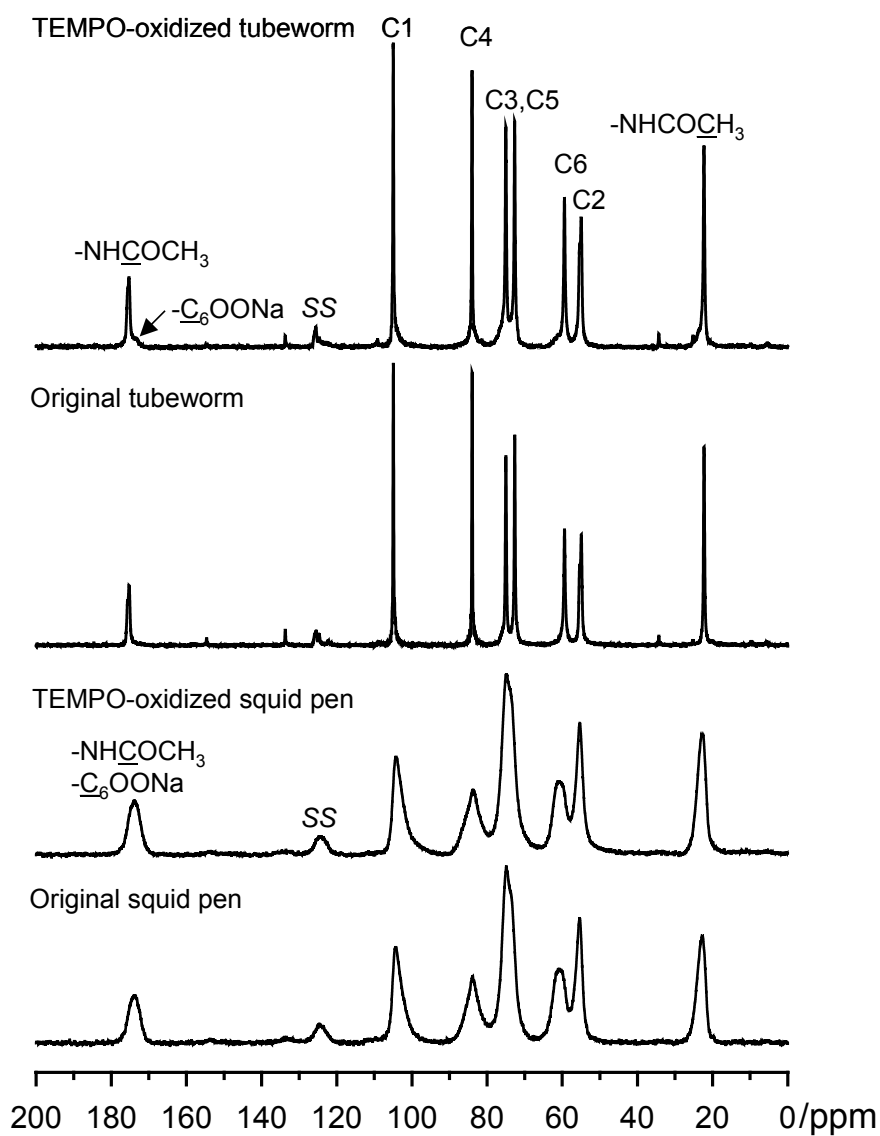 TEMPO-oxidized tubeworm C1
C4
C3,C5
-NHCOCH3
C6
C2
-NHCOCH3
-C6OONa SS
Original tubeworm
TEMPO-oxidized squid pen
-NHCOCH3
-C6OONa
SS
Original squid pen
200 180 160 140 120 100 80 60 40 20 0/ppm